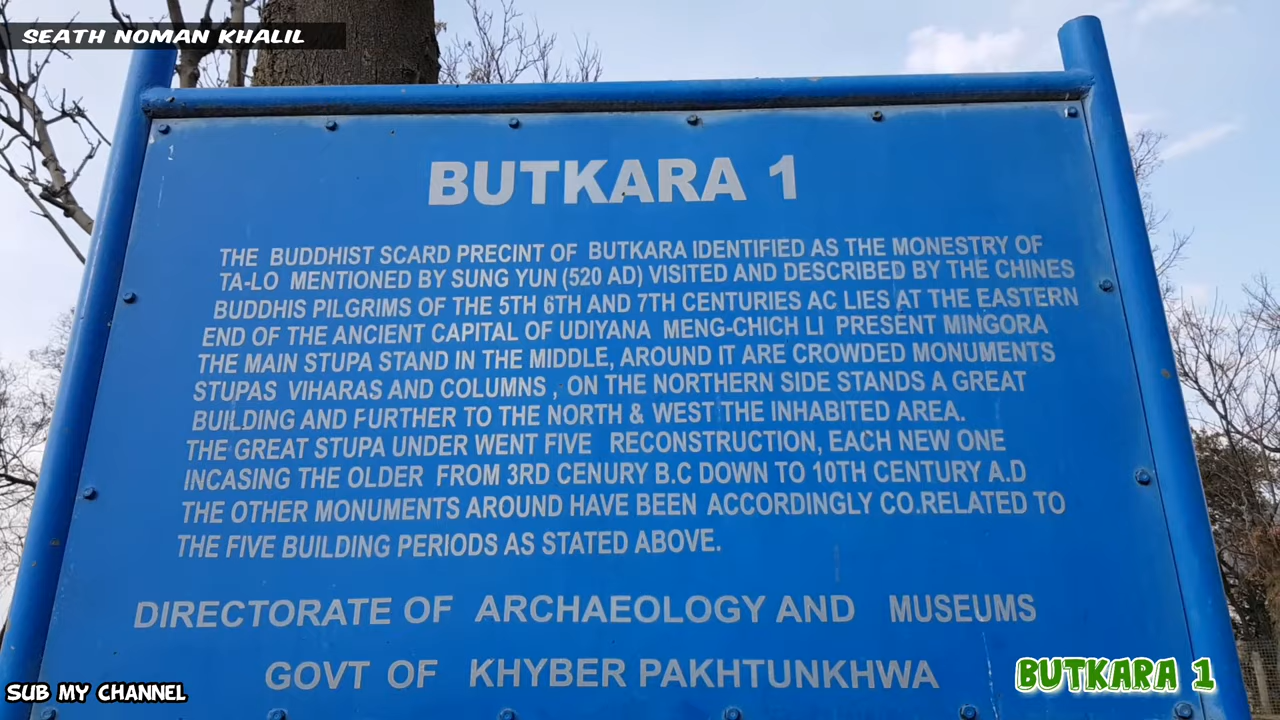 SEATH NOMAN KHALIL
BUTKARA 1
THE BUDDHIST SCARD PRECINT OF BUTKARA IDENTIFIED AS THE MONESTRY OF
TA-LO MENTIONED BY SUNG YUN (520 AD) VISITED AND DESCRIBED BY THE CHINES
BUDDHIS PILGRIMS OF THE 5TH 6TH AND 7TH CENTURIES AC LIES AT THE EASTERN
END OF THE ANCIENT CAPITAL OF UDIYANA MENG-CHICH LI PRESENT MINGORA
THE MAIN STUPA STAND IN THE MIDDLE, AROUND IT ARE CROWDED MONUMENTS
STUPAS VIHARAS AND COLUMNS , ON THE NORTHERN SIDE STANDS A GREAT
BUILDING AND FURTHER TO THE NORTH & WEST THE INHABITED AREA.
THE GREAT STUPA UNDER WENT FIVE RECONSTRUCTION, EACH NEW ONE
INCASING THE OLDER FROM 3RD CENURY B.C DOWN TO 10TH CENTURY A.D
THE OTHER MONUMENTS AROUND HAVE BEEN ACCORDINGLY CO.RELATED TO
THE FIVE BUILDING PERIODS AS STATED ABOVE.
DIRECTORATE OF ARCHAEOLOGY AND MUSEUMS
GOVT OF KHYBER PAKHTUNKHWA
SUB MY CHANNEL
BUTKARA 1